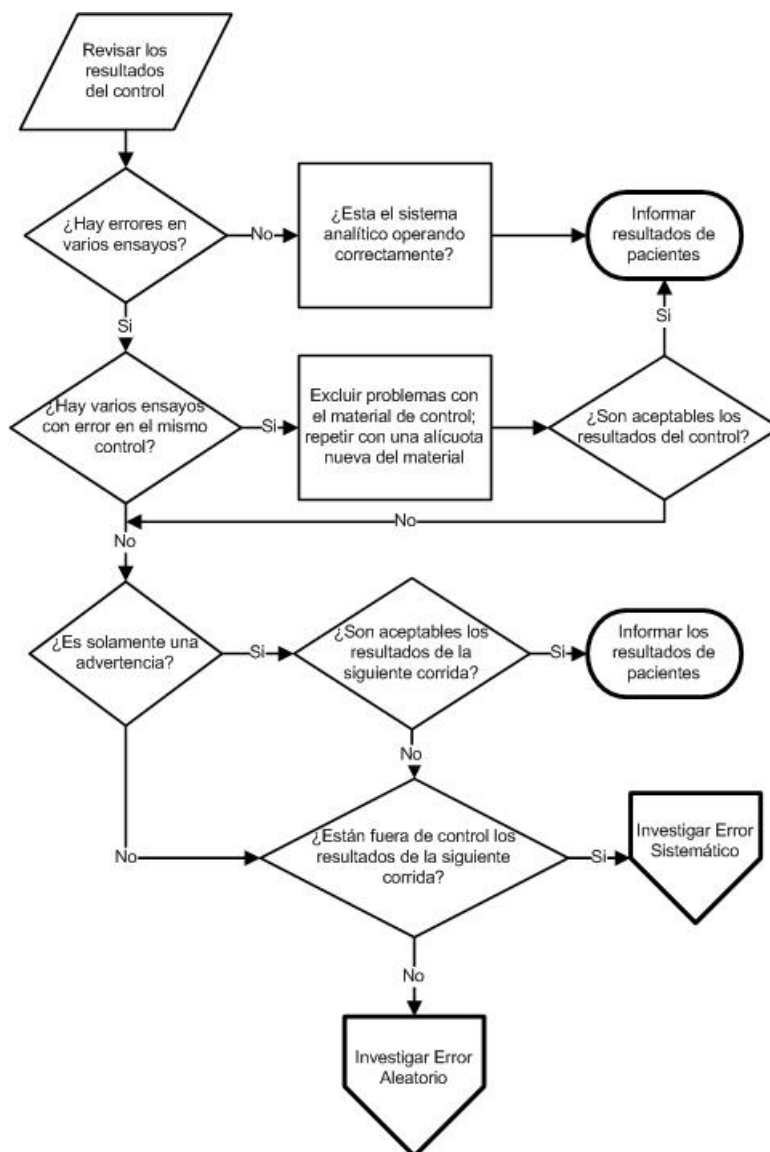 Revisar los
resultados
del control
¿Hay errores en
varios ensayos?
No
¿Esta el sistema
analítico operando
correctamente?
Informar
resultados de
pacientes
Si
Si
¿Hay varios ensayos
con error en el mismo
control?
Si
Excluir problemas con
el material de control;
repetir con una alícuota
nueva del material
¿Son aceptables los
resultados del control?
No
No
¿Es solamente una
advertencia?
Si
¿Son aceptables los
resultados de la
siguiente corrida?
Si
Informar los
resultados de
pacientes
No
No
¿Están fuera de control los
resultados de la siguiente
corrida?
Si
Investigar Error
Sistemático
No
Investigar Error
Aleatorio